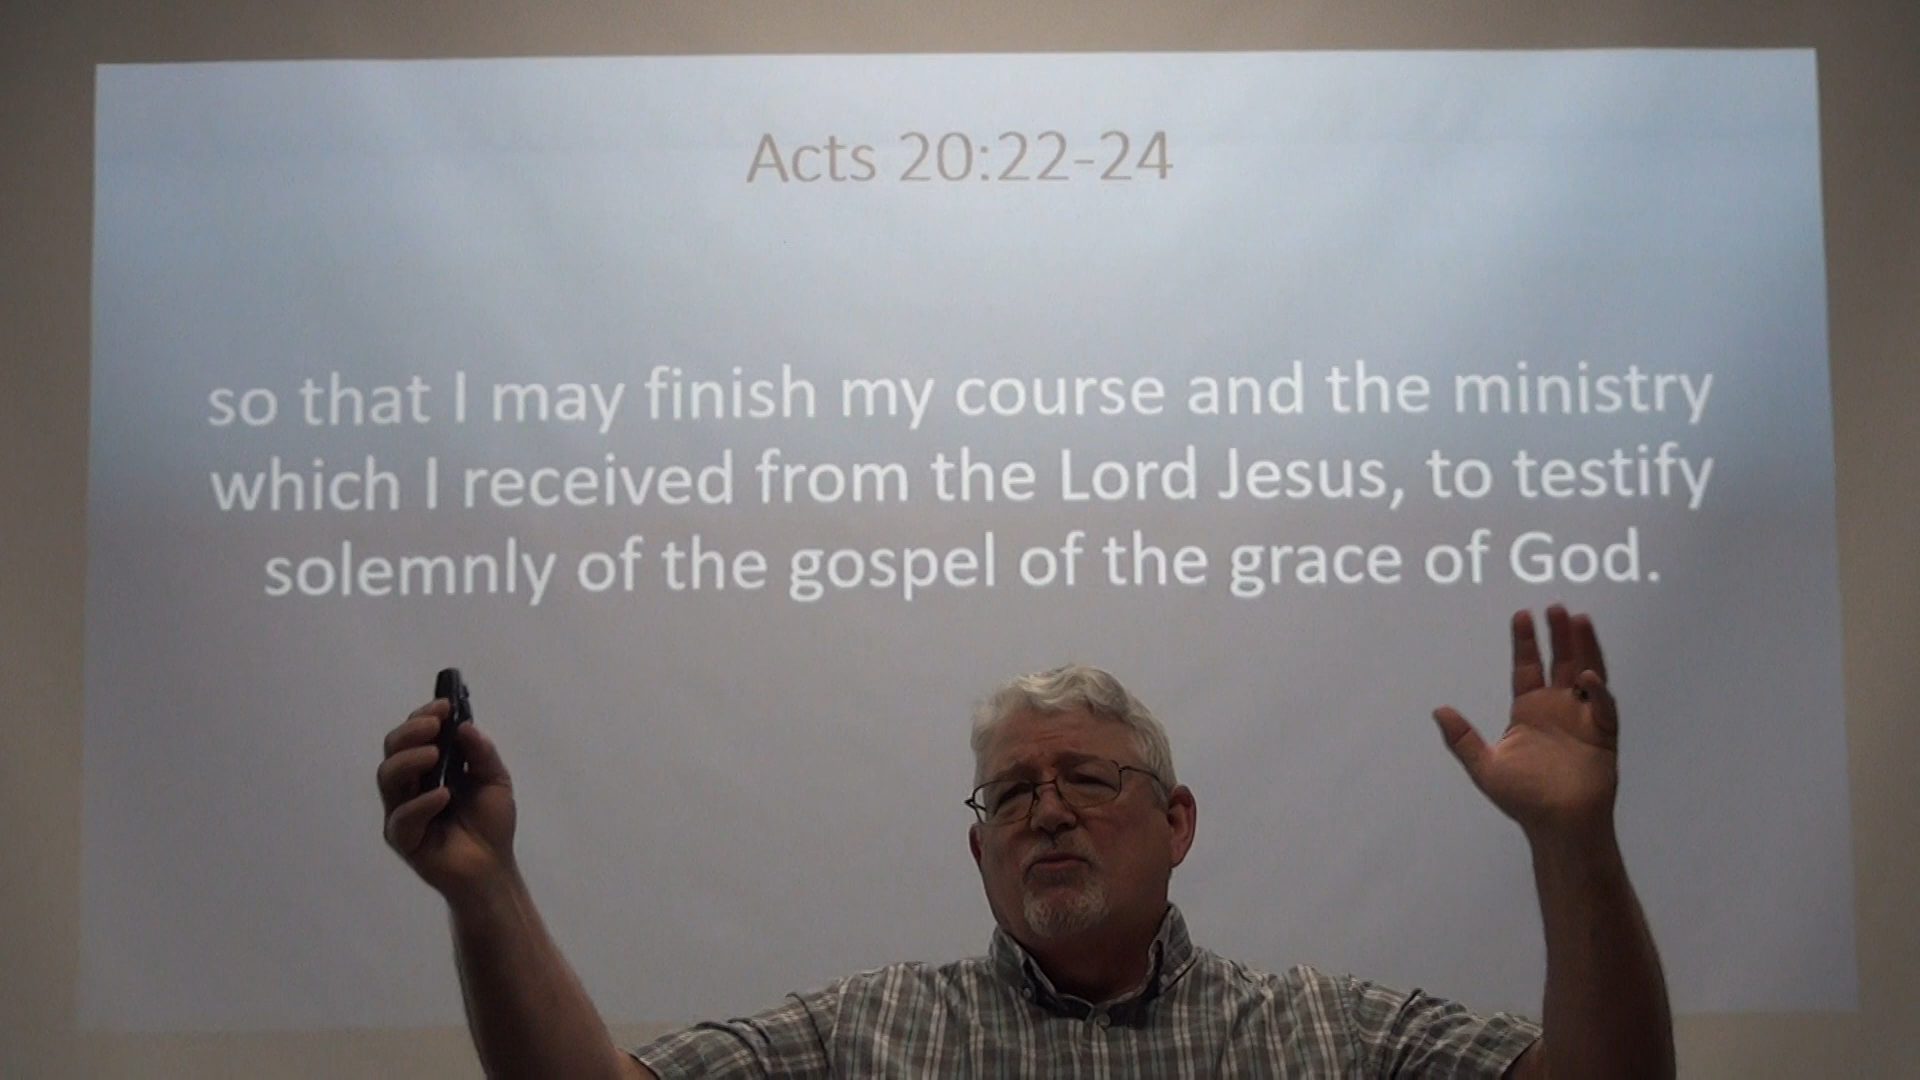 Acts 20:22-24
so that I may finish my course and the ministry
which I received from the Lord Jesus, to testify
solemnly of the gospel of the grace of God.